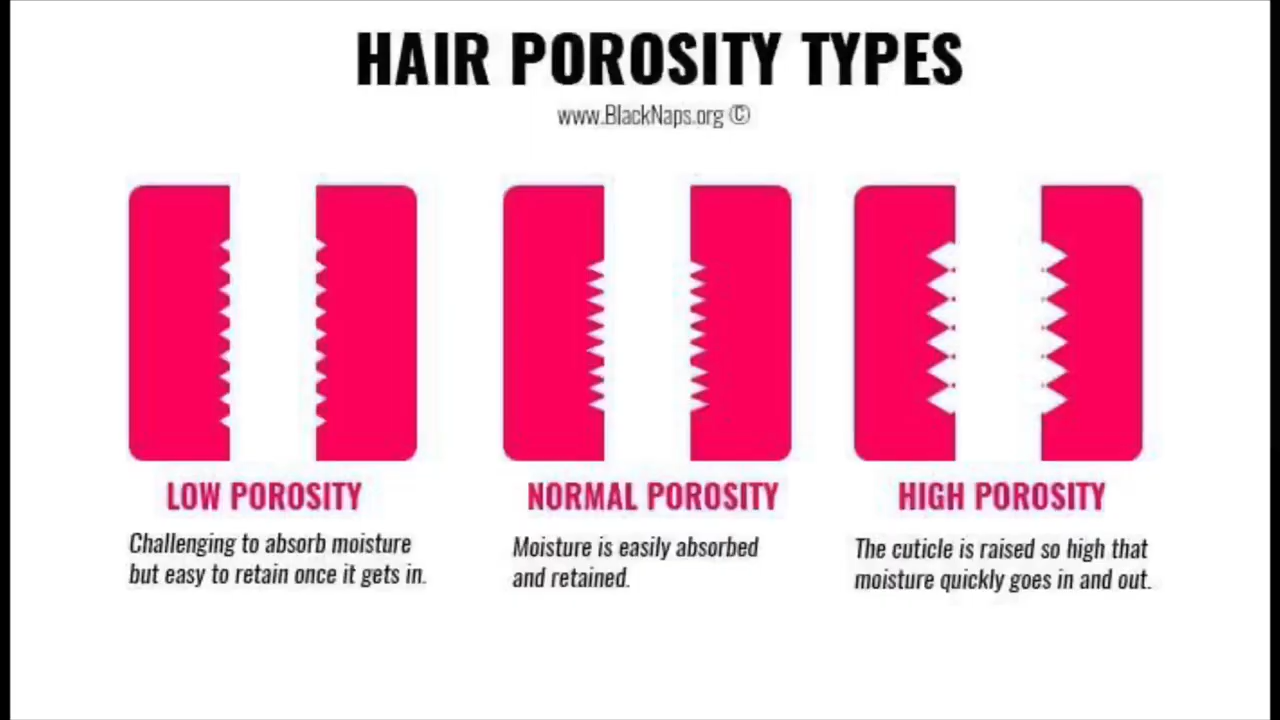 HAIR POROSITY TYPES
www.BlackNaps.org ©
LOW POROSITY
Challenging to absorb moisture
but easy to retain once it gets in.
NORMAL POROSITY
Moisture is easily absorbed
and retained.
HIGH POROSITY
The cuticle is raised so high that
moisture quickly goes in and out.